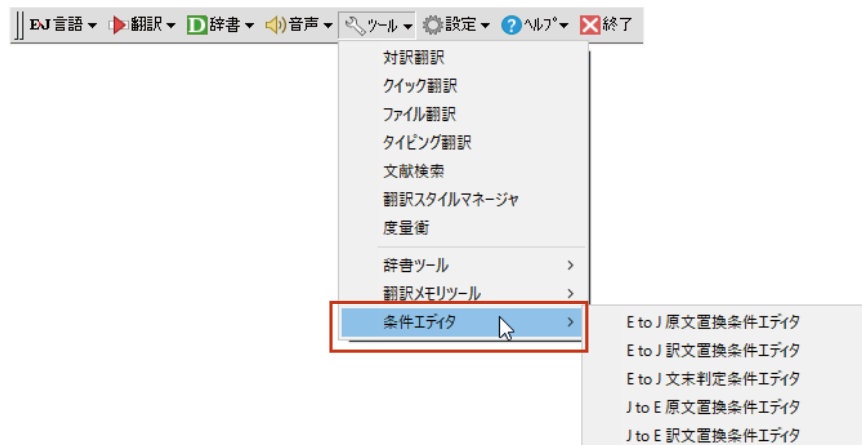 EJ 言語 翻訳 D 辞書 音声 ツール 設定 ? ヘルプ 終了
対訳翻訳
クイック翻訳
ファイル翻訳
タイピング翻訳
文献検索
翻訳スタイルマネージャ
度量衡
辞書ツール >
翻訳メモリツール >
条件エディタ >
E to J 原文置換条件エディタ
E to J 訳文置換条件エディタ
E to J 文末判定条件エディタ
J to E 原文置換条件エディタ
J to E 訳文置換条件エディタ